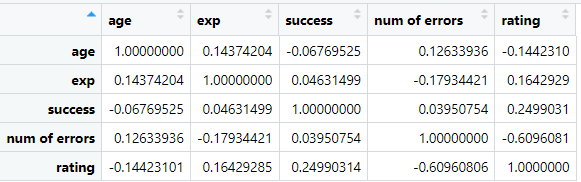 age exp success num of errors rating
age 1.00000000 0.14374204 -0.06769525 0.12633936 -0.1442310
exp 0.14374204 1.00000000 0.04631499 -0.17934421 0.1642929
success -0.06769525 0.04631499 1.00000000 0.03950754 0.2499031
num of errors 0.12633936 -0.17934421 0.03950754 1.00000000 -0.6096081
rating -0.14423101 0.16429285 0.24990314 -0.60960806 1.0000000